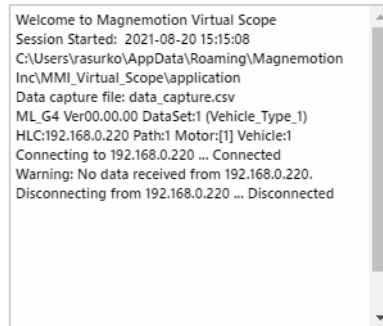 Welcome to Magnemotion Virtual Scope
Session Started:  2021-08-20 15:15:08
C:\Users\rasurko\AppData\Roaming\Magnemotion
Inc\MMI_Virtual_Scope\application
Data capture file: data_capture.csv
ML_G4 Ver00.00.00 DataSet:1 (Vehicle_Type_1)
HLC:192.168.0.220 Path:1 Motor:[1] Vehicle:1
Connecting to 192.168.0.220 ... Connected
Warning: No data received from 192.168.0.220.
Disconnecting from 192.168.0.220 ... Disconnected